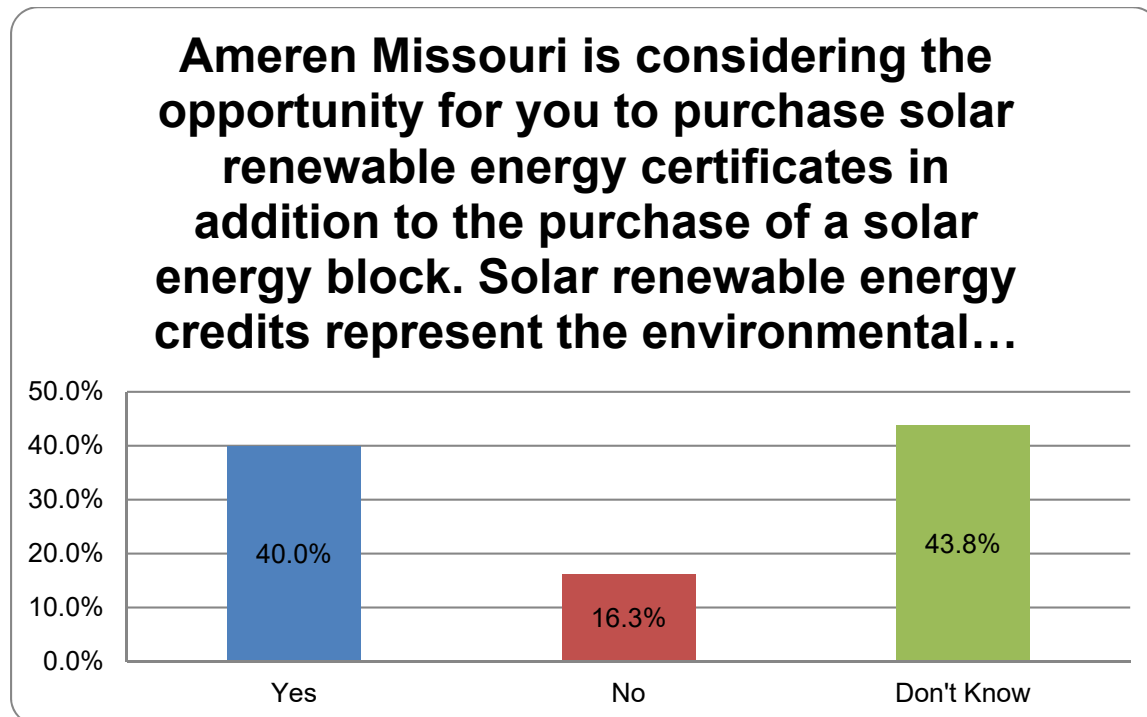 Ameren Missouri is considering the
opportunity for you to purchase solar
renewable energy certificates in
addition to the purchase of a solar
energy block. Solar renewable energy
credits represent the environmental…
50.0%
40.0%
30.0%
20.0%
10.0%
0.0%
40.0%
16.3%
43.8%
Yes
No
Don't Know